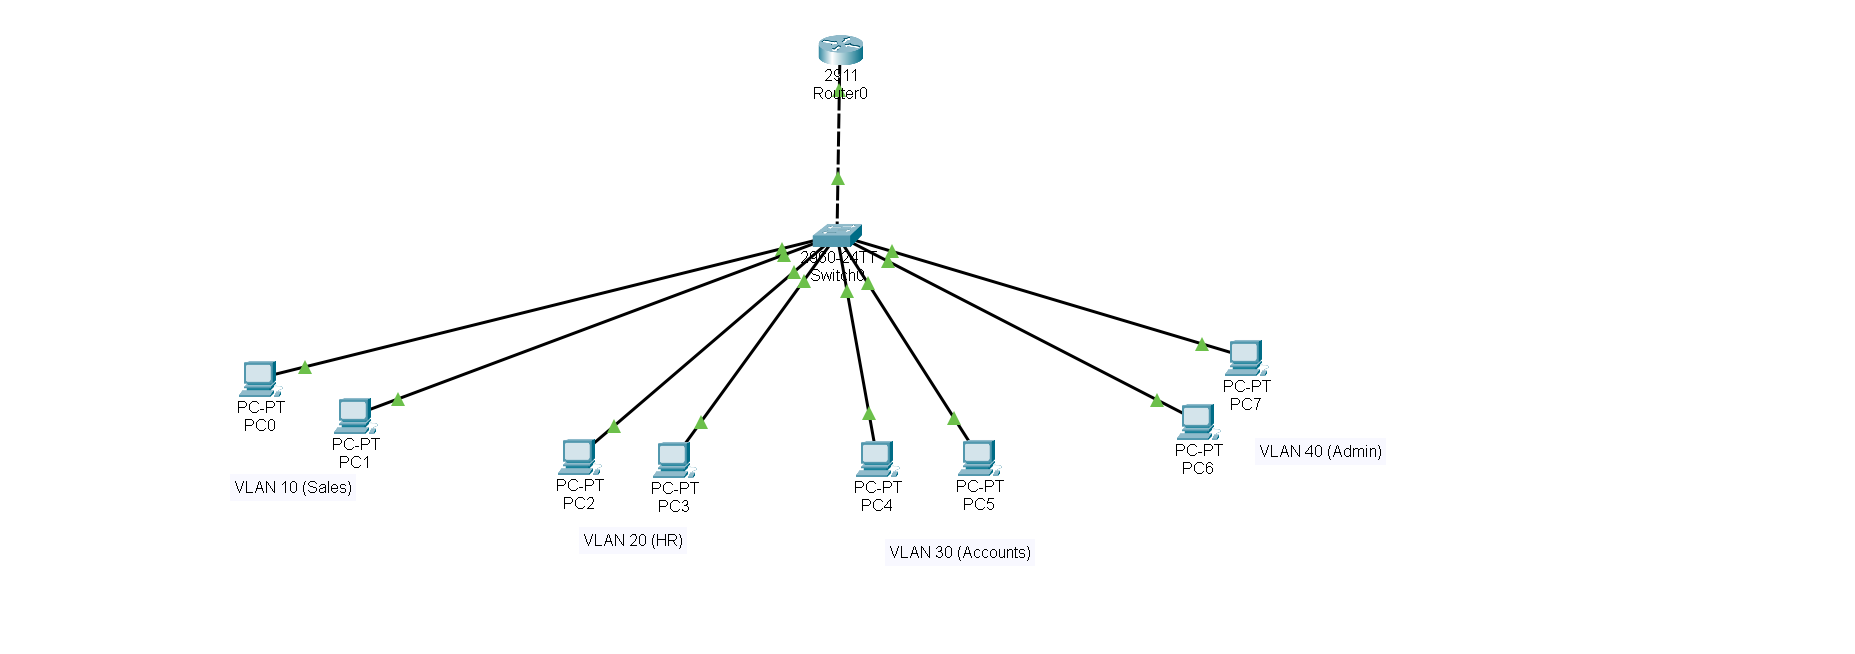 2911
Router0
2960-24TT
Switch0
PC-PT
PC0
PC-PT
PC1
VLAN 10 (Sales)
PC-PT
PC2
PC-PT
PC3
VLAN 20 (HR)
PC-PT
PC4
PC-PT
PC5
VLAN 30 (Accounts)
PC-PT
PC6
PC-PT
PC7
VLAN 40 (Admin)